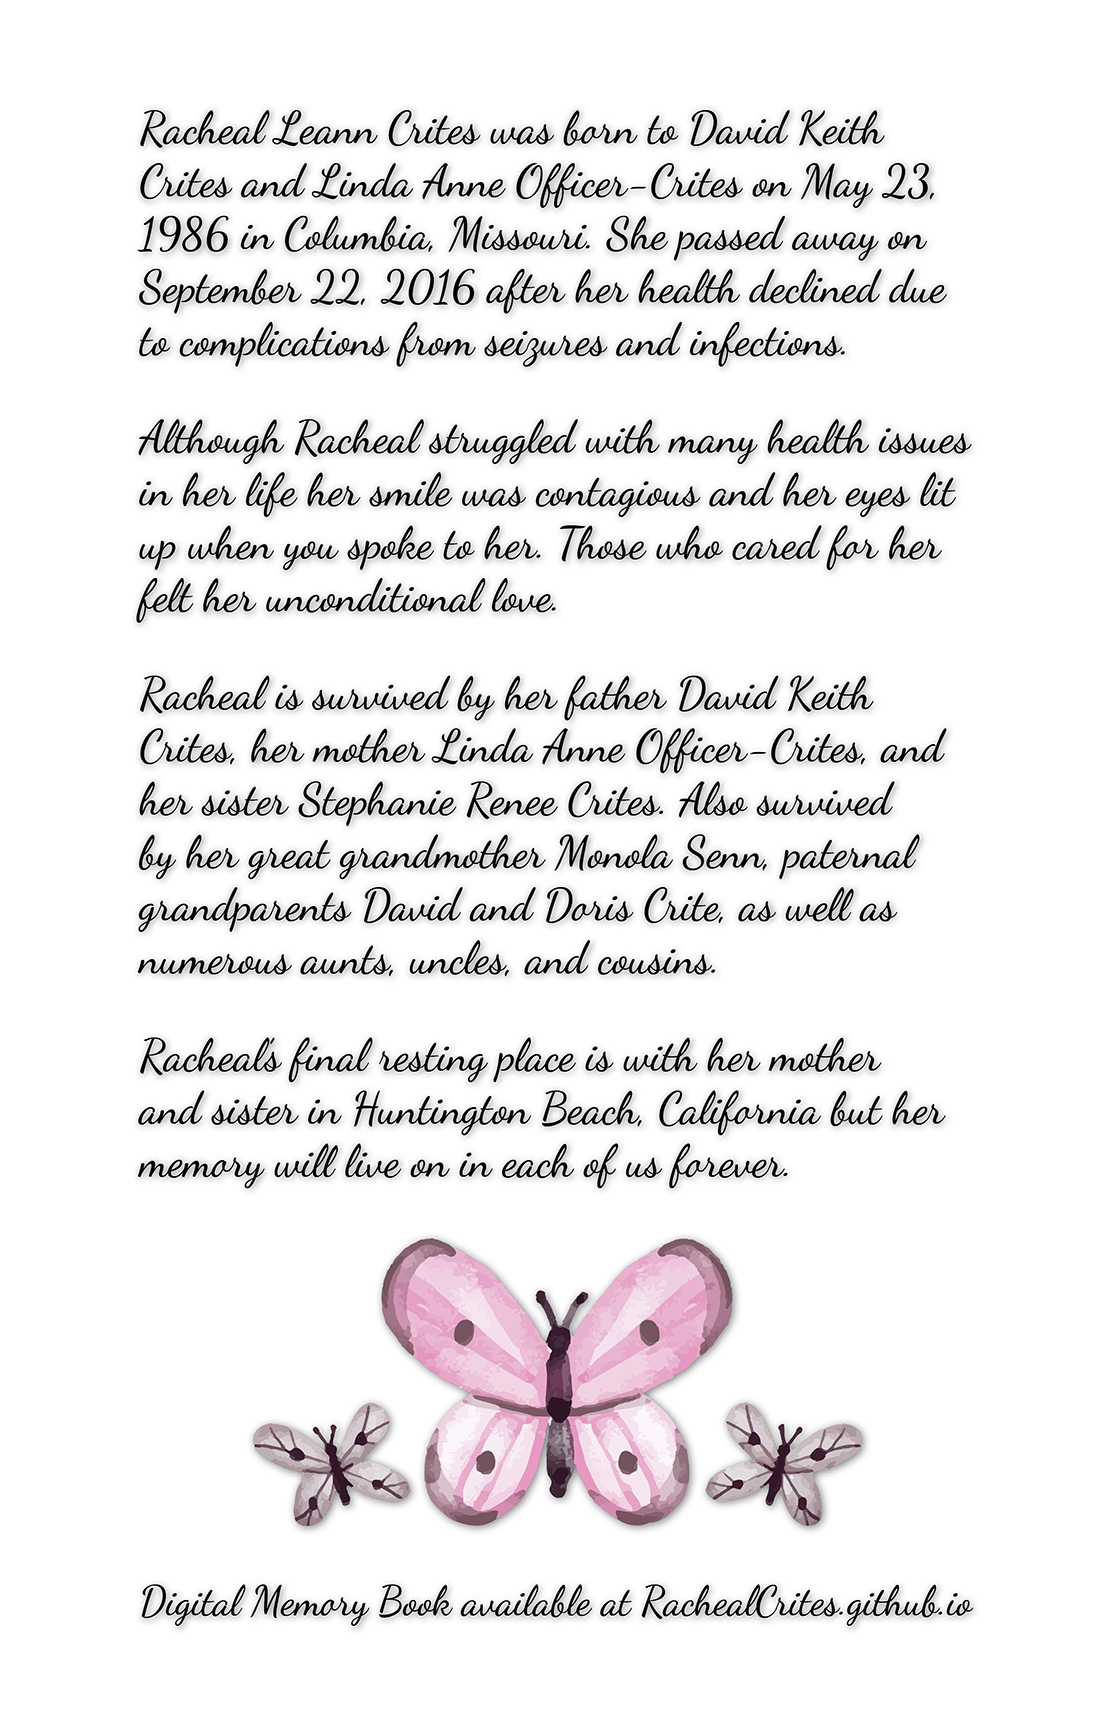 Racheal Leann Crites was born to David Keith
Crites and Linda Anne Officer-Crites on May 23,
1986 in Columbia, Missouri. She passed away on
September 22, 2016 after her health declined due
to complications from seizures and infections.
Although Racheal struggled with many health issues
in her life her smile was contagious and her eyes lit
up when you spoke to her. Those who cared for her
felt her unconditional love.
Racheal is survived by her father David Keith
Crites, her mother Linda Anne Officer-Crites, and
her sister Stephanie Renee Crites. Also survived
by her great grandmother Monola Senn, paternal
grandparents David and Doris Crite, as well as
numerous aunts, uncles, and cousins.
Racheal's final resting place is with her mother
and sister in Huntington Beach, California but her
memory will live on in each of us forever.
Digital Memory Book available at RachealCrites.github.io